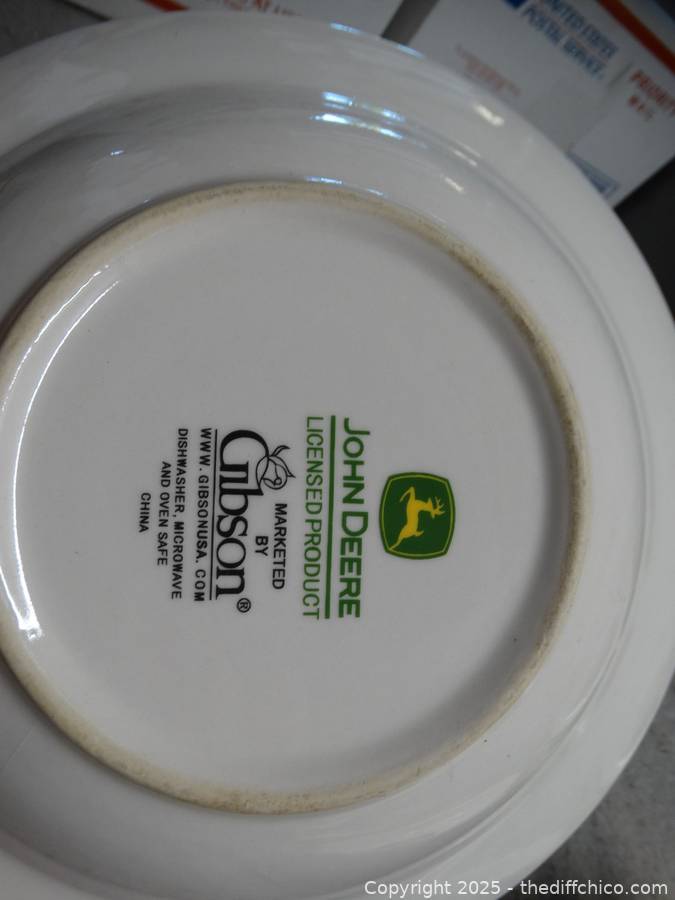 JOHN DEERE
LICENSED PRODUCT
MARKETED
BY
Gibson®
WWW.GIBSONUSA.COM
DISHWASHER, MICROWAVE
AND OVEN SAFE
CHINA
UNITED STATES
POSTAL SERVICE®
PRIORITY
Copyright 2025 - thediffchico.com